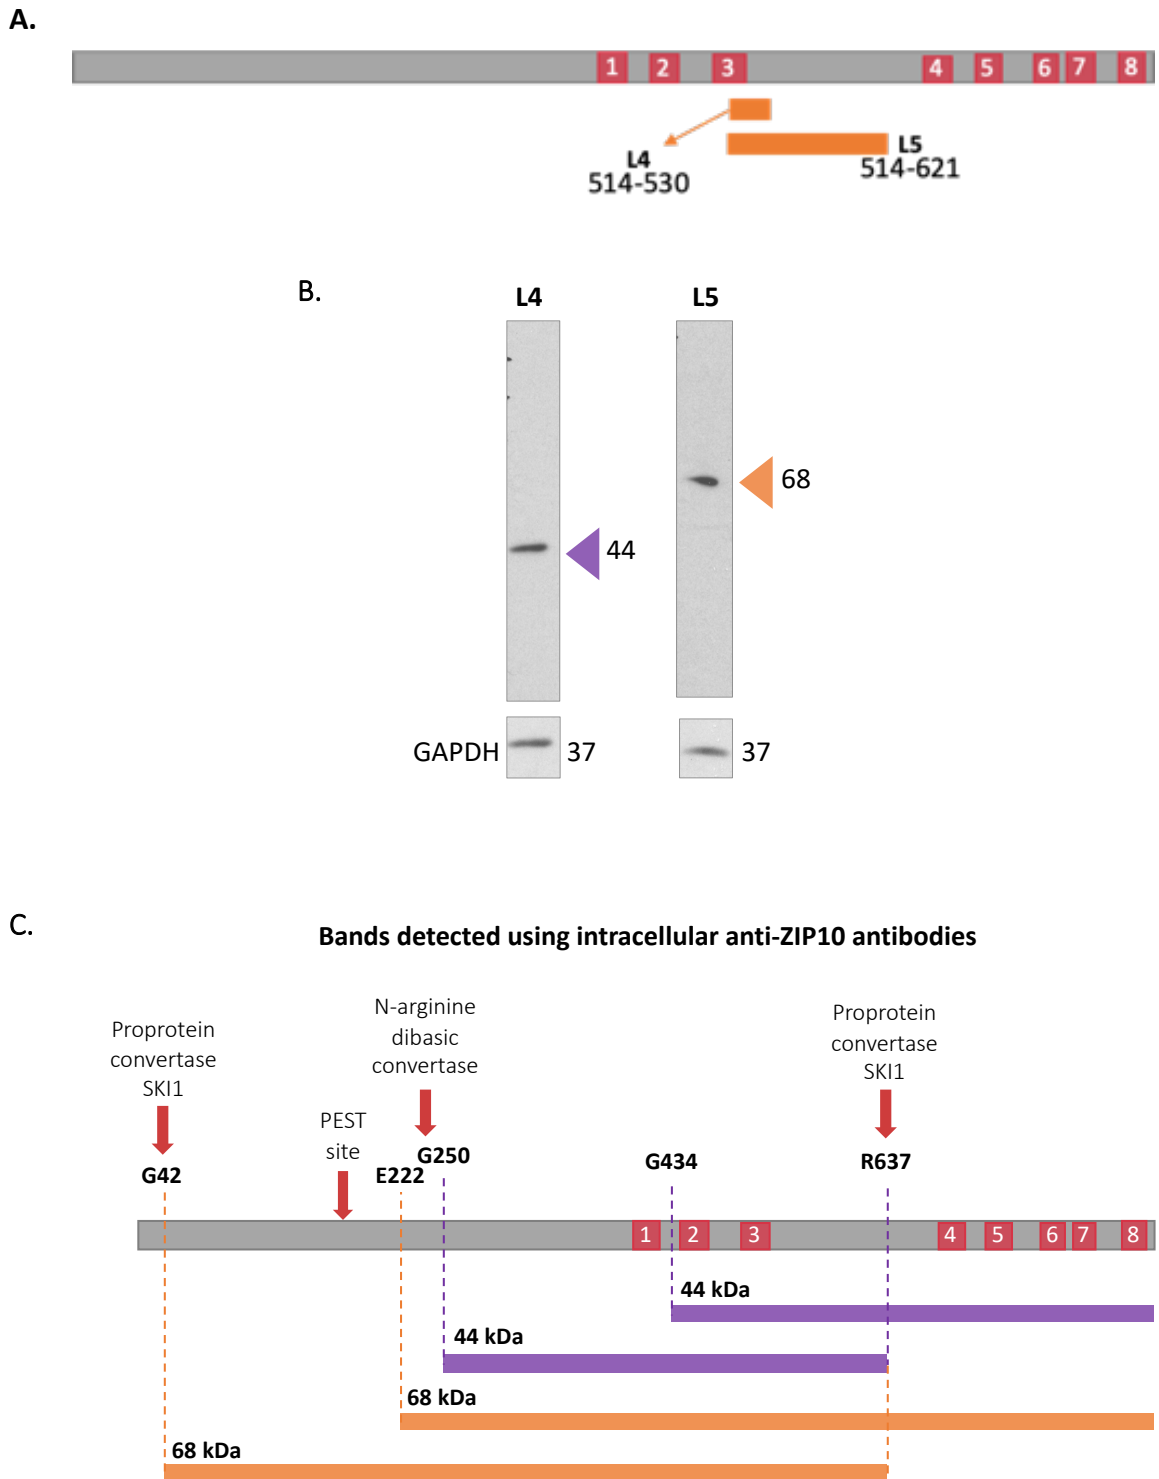 A.
1 2 3 4 5 6 7 8
L4
514-530
L5
514-621
B.
L4 L5
68
44
GAPDH 37 37
C.
Bands detected using intracellular anti-ZIP10 antibodies
Proprotein
convertase
SKI1
PEST
site
N-arginine
dibasic
convertase
Proprotein
convertase
SKI1
G42
E222
G250
G434
R637
1 2 3 4 5 6 7 8
44 kDa
44 kDa
68 kDa
68 kDa